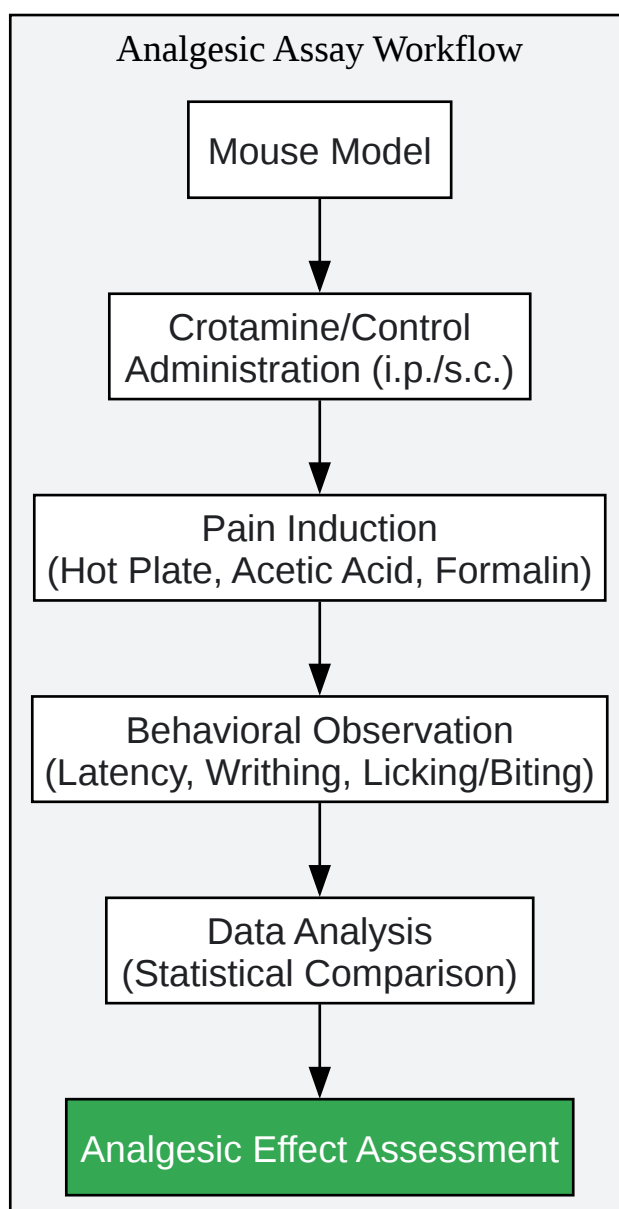 Analgesic Assay Workflow
Mouse Model
Crotamine/Control
Administration (i.p./s.c.)
Pain Induction
(Hot Plate, Acetic Acid, Formalin)
Behavioral Observation
(Latency, Writhing, Licking/Biting)
Data Analysis
(Statistical Comparison)
Analgesic Effect Assessment